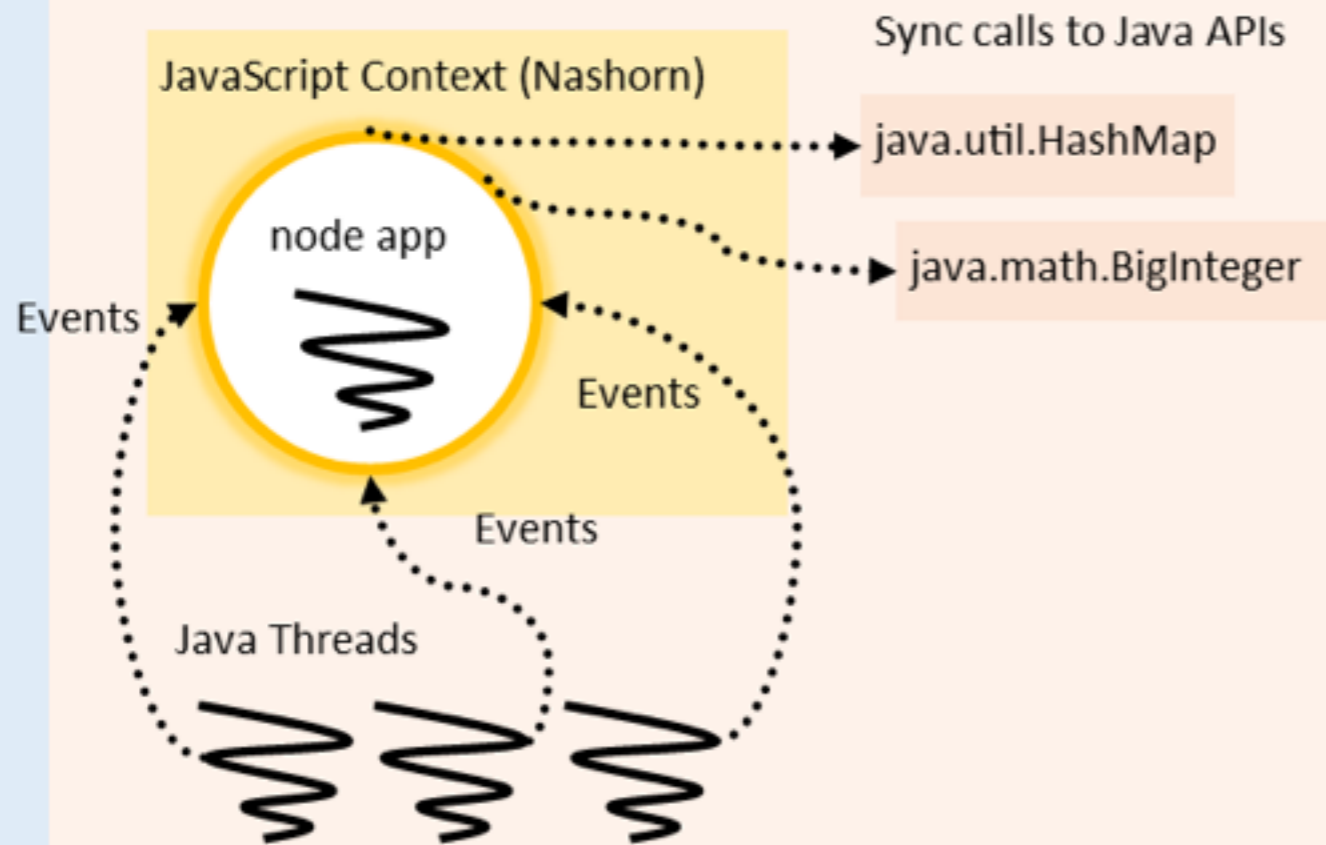 Sync calls to Java APIs
JavaScript Context (Nashorn)
java.util.HashMap
node app
java.math.BigInteger
Events
Events
Events
Java Threads